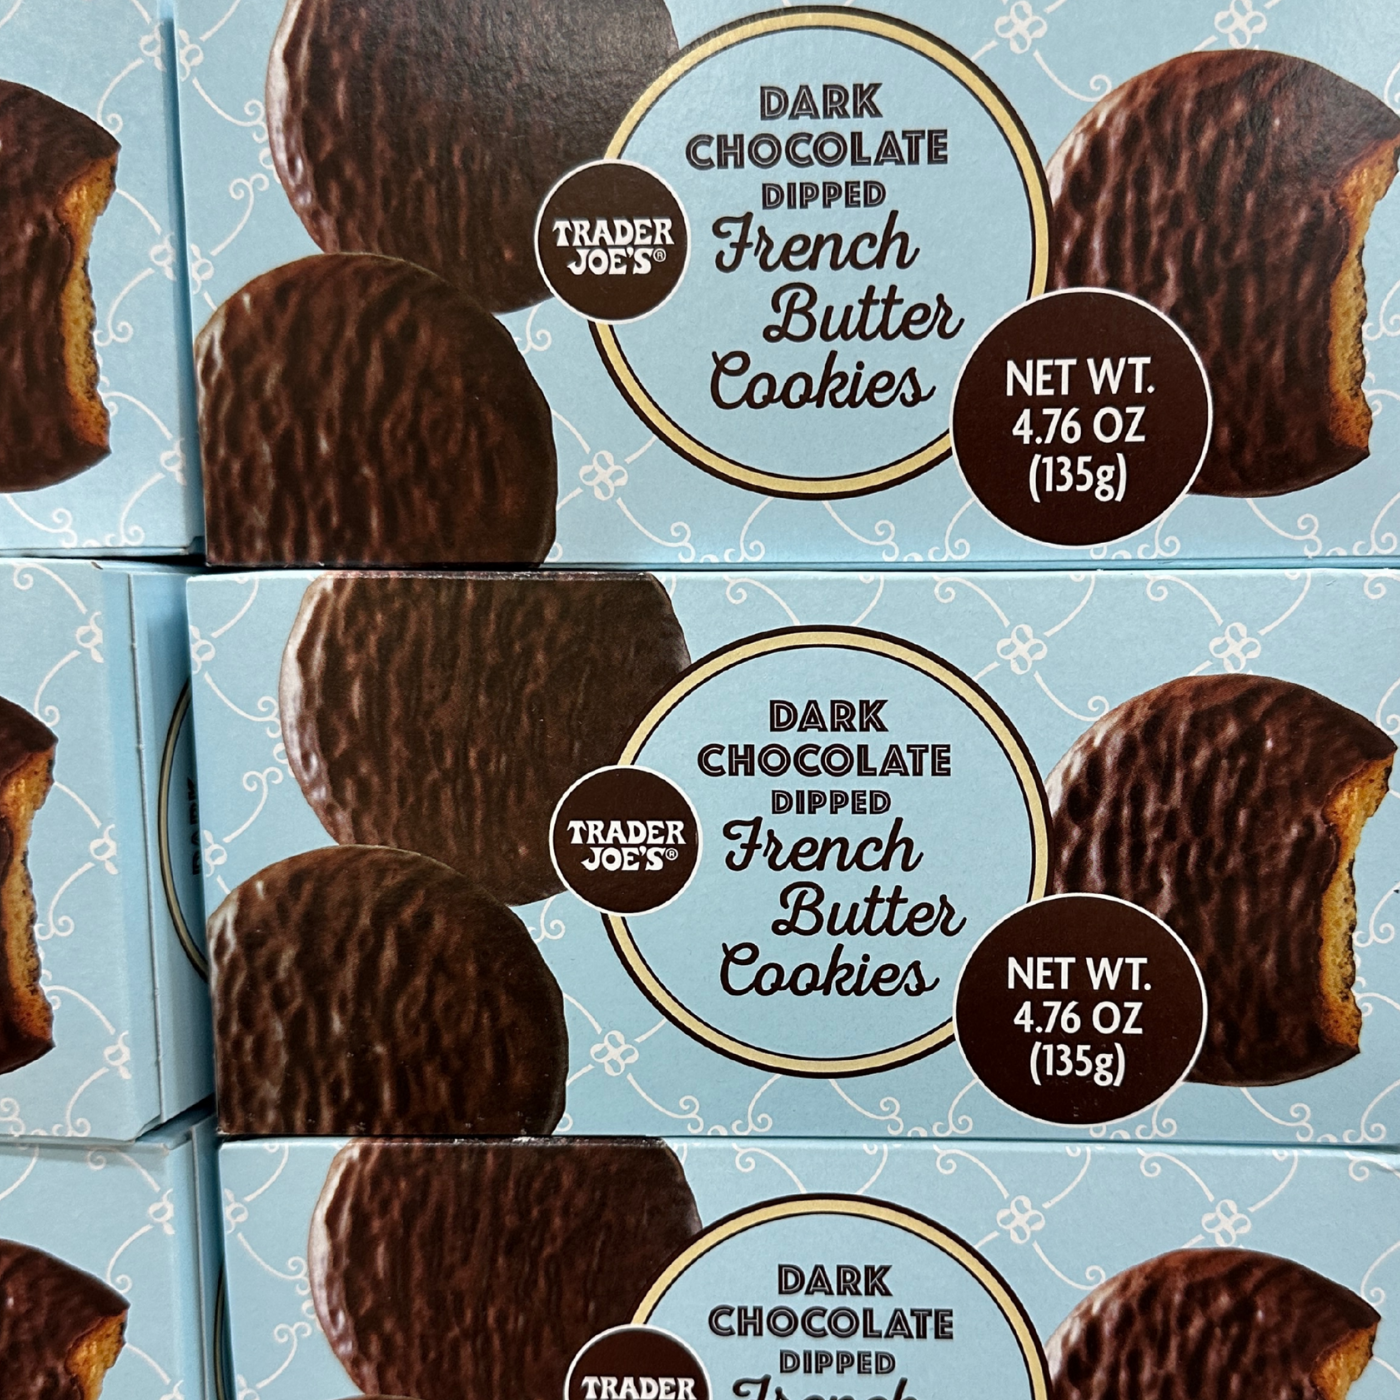 DARK
CHOCOLATE
DIPPED
French
Butter
Cookies
TRADER
JOE'S®
NET WT.
4.76 OZ
(135g)
DARK
CHOCOLATE
DIPPED
French
Butter
Cookies
TRADER
JOE'S®
NET WT.
4.76 OZ
(135g)
DARK
CHOCOLATE
DIPPED
French
TRADER